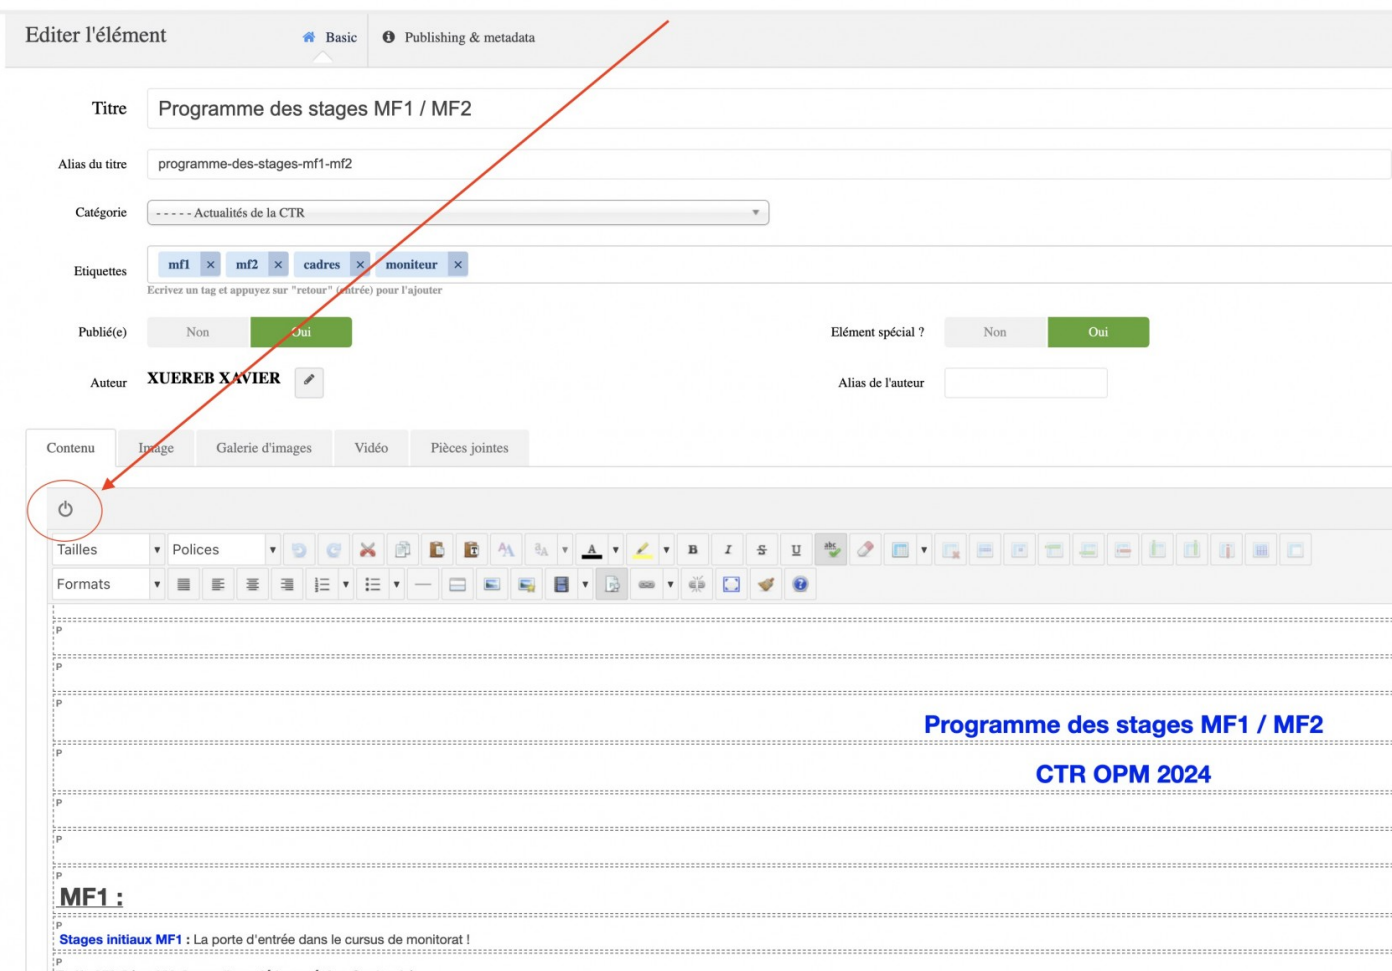 Editer l'élément Basic Publishing & metadata
Titre Programme des stages MF1 / MF2
Alias du titre programme-des-stages-mf1-mf2
Catégorie - - - - - Actualités de la CTR
Etiquettes mf1 × mf2 × cadres × moniteur ×
Ecrivez un tag et appuyez sur "retour" (entrée) pour l'ajouter
Publié(e) Non Oui Elément spécial ? Non Oui
Auteur XUEREB XAVIER Alias de l'auteur
Contenu Image Galerie d'images Vidéo Pièces jointes
Tailles Polices A B I S U abc
Formats
P
P
P
Programme des stages MF1 / MF2
P
CTR OPM 2024
P
P
P
MF1 :
P
Stages initiaux MF1 : La porte d'entrée dans le cursus de monitorat !
P